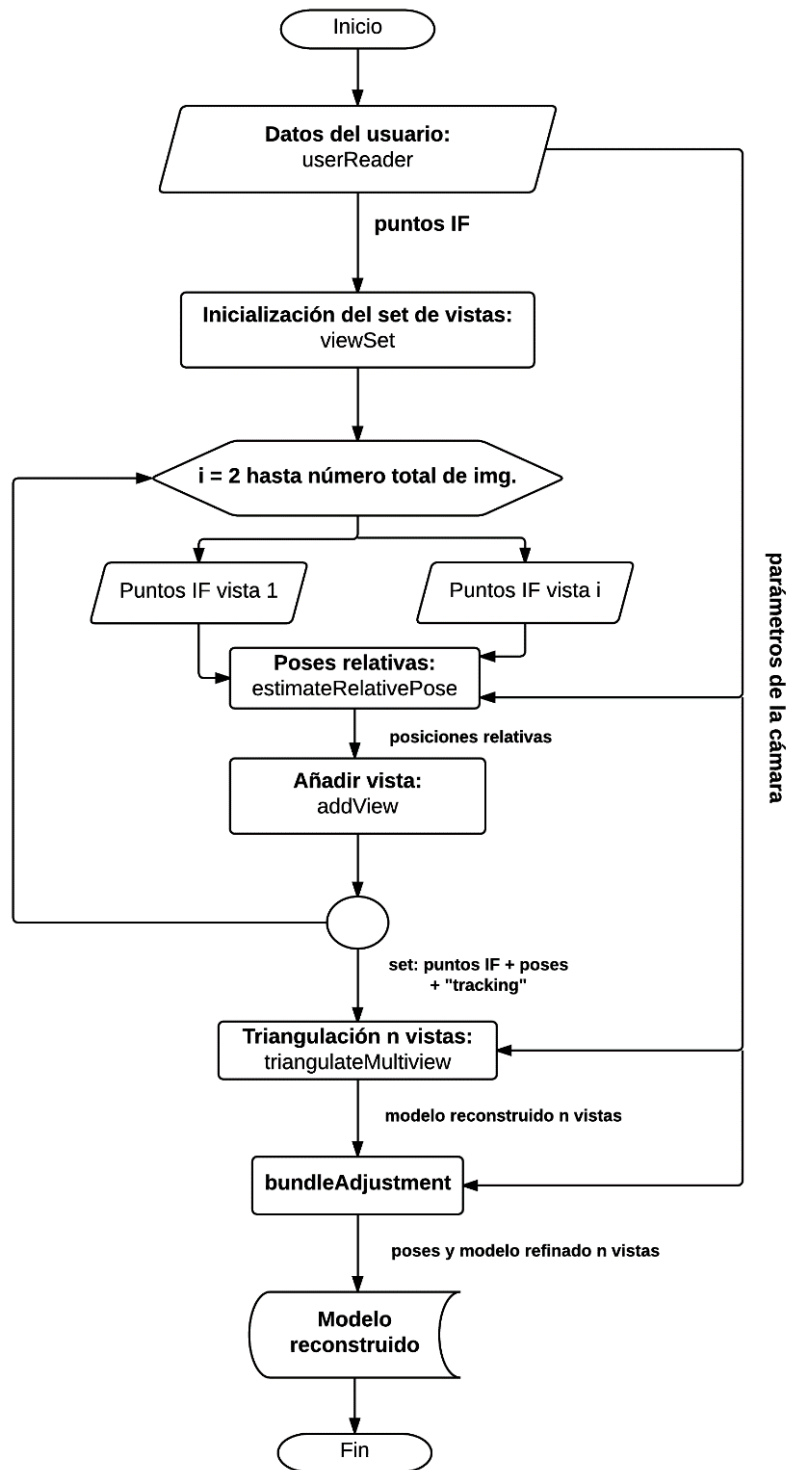 Inicio
Datos del usuario:
userReader
puntos IF
Inicialización del set de vistas:
viewSet
i = 2 hasta número total de img.
Puntos IF vista 1
Puntos IF vista i
Poses relativas:
estimateRelativePose
posiciones relativas
Añadir vista:
addView
parámetros de la cámara
set: puntos IF + poses
+ "tracking"
Triangulación n vistas:
triangulateMultiview
modelo reconstruido n vistas
bundleAdjustment
poses y modelo refinado n vistas
Modelo
reconstruido
Fin